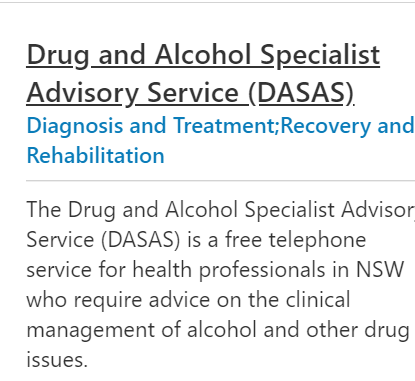 Drug and Alcohol Specialist
Advisory Service (DASAS)
Diagnosis and Treatment;Recovery and
Rehabilitation
The Drug and Alcohol Specialist Advisor
Service (DASAS) is a free telephone
service for health professionals in NSW
who require advice on the clinical
management of alcohol and other drug
issues.